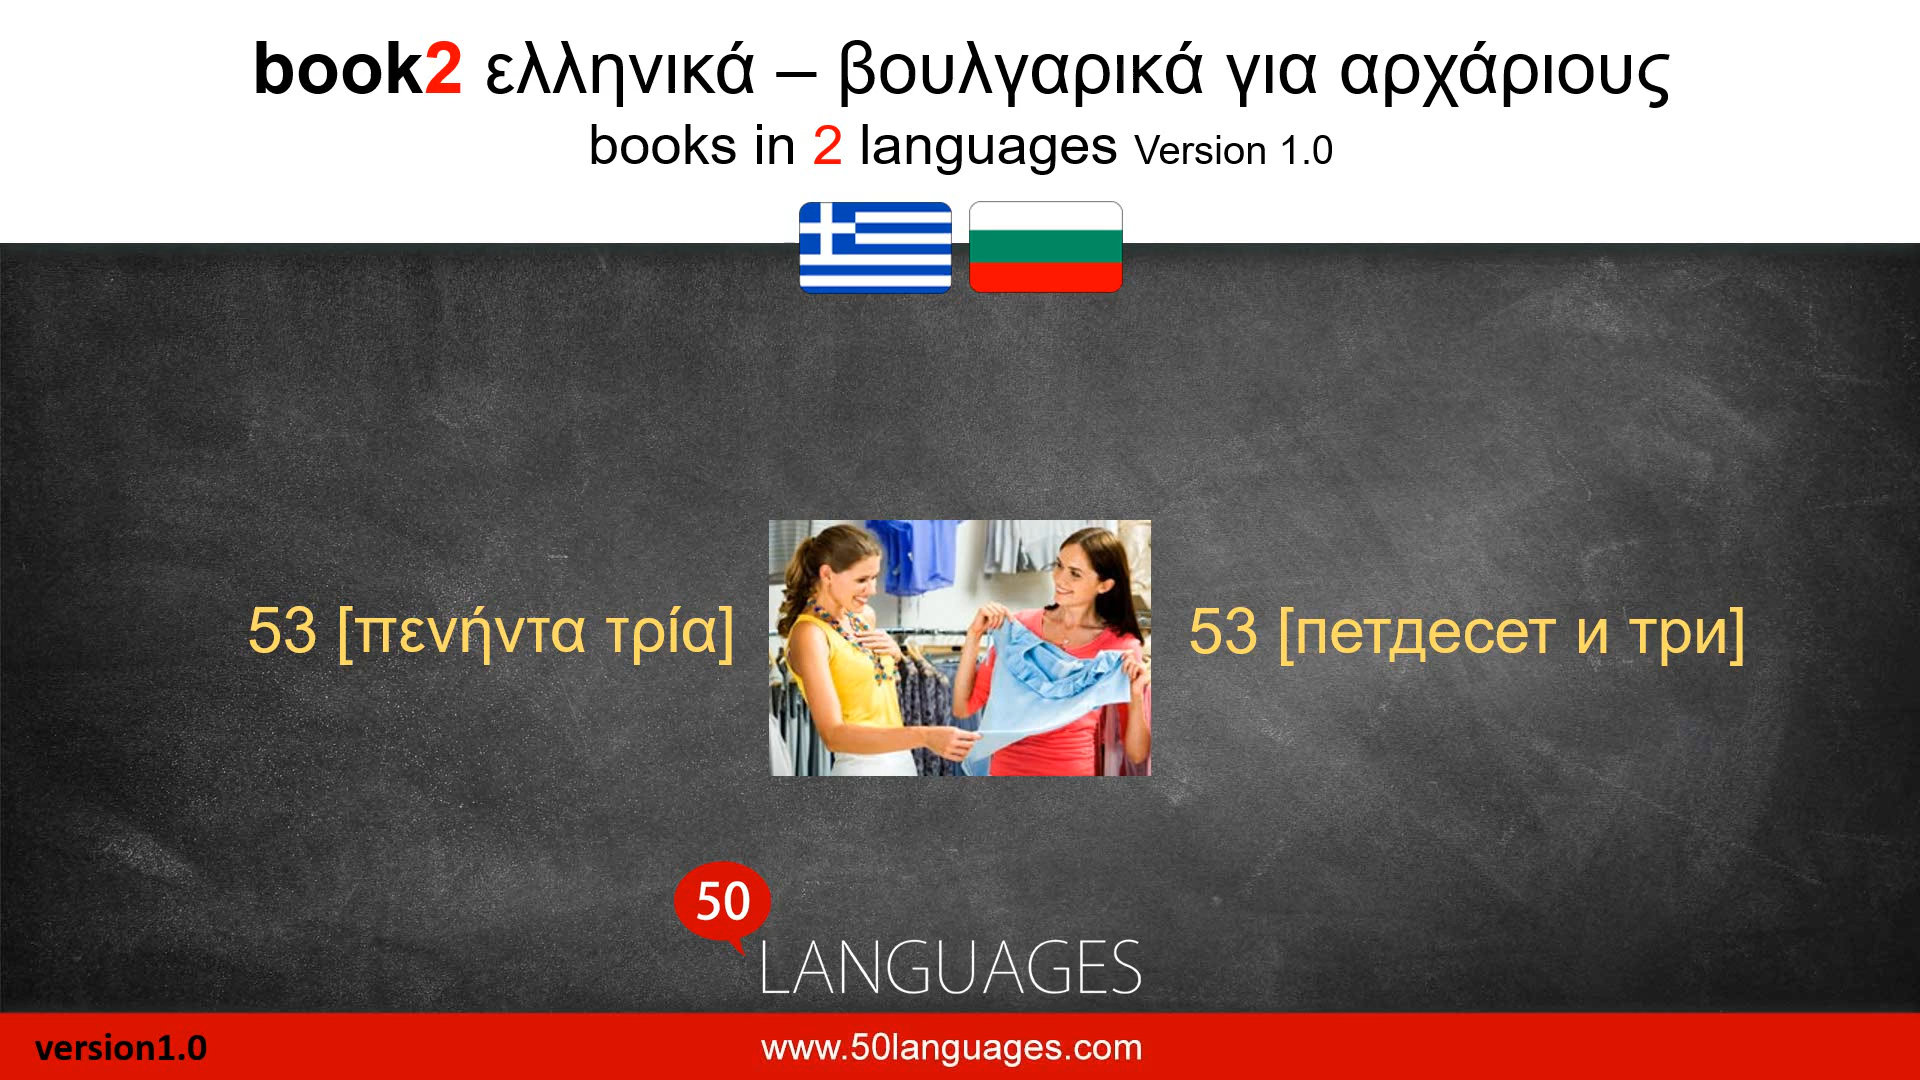 book2 ελληνικά – βουλγαρικά για αρχάριους
books in 2 languages Version 1.0
53 [πενήντα τρία]
53 [петдесет и три]
50
LANGUAGES
version1.0
www.50languages.com